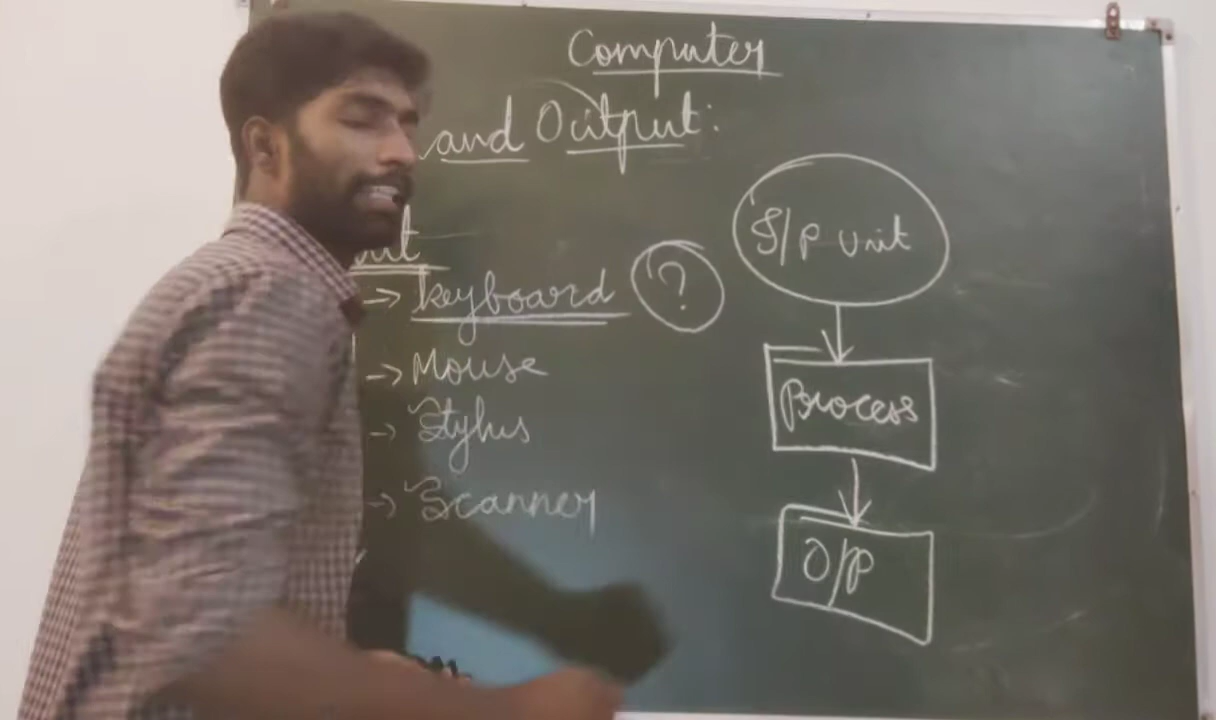 Computer
and Output:
I/P Unit
→ keyboard ?
→ Mouse
→ Stylus
→ Scanner
Process
O/P